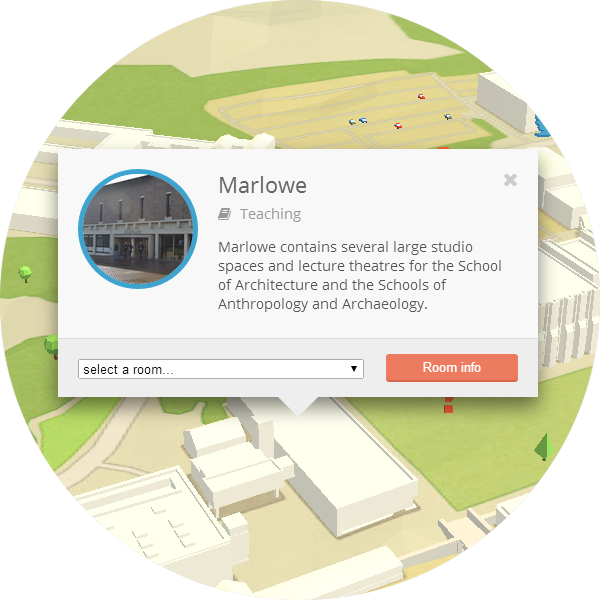 Marlowe
Teaching
Marlowe contains several large studio
spaces and lecture theatres for the School
of Architecture and the Schools of
Anthropology and Archaeology.
select a room...
Room info